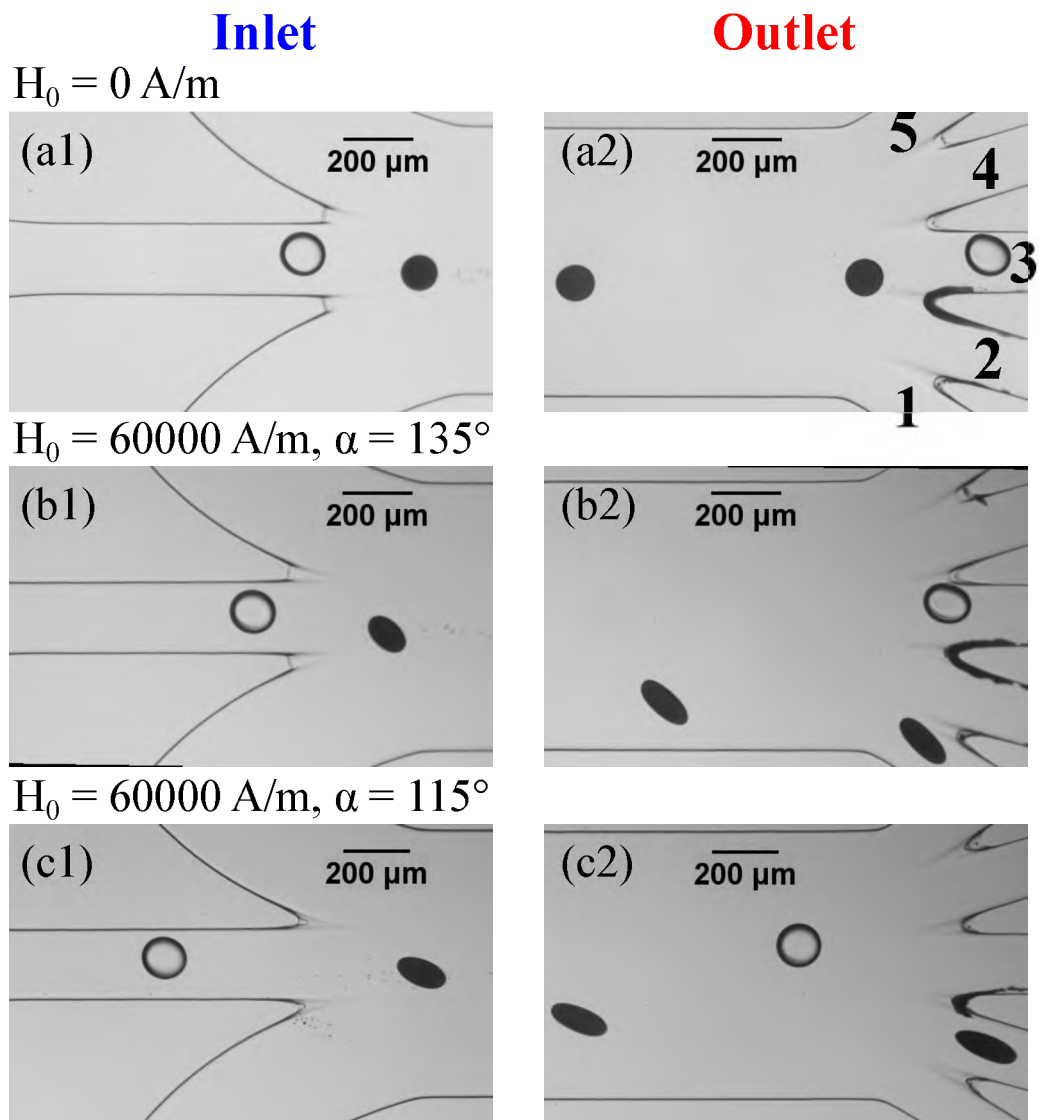 Inlet Outlet
H₀ = 0 A/m
(a1) 200 µm (a2) 200 µm 5
4
3
2
1
H₀ = 60000 A/m, α = 135°
(b1) 200 µm (b2) 200 µm
H₀ = 60000 A/m, α = 115°
(c1) 200 µm (c2) 200 µm